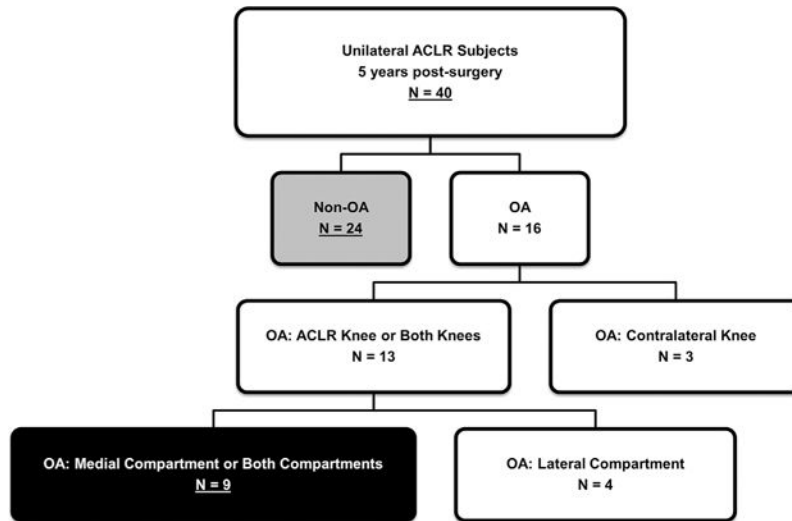 Unilateral ACLR Subjects
5 years post-surgery
N = 40
Non-OA
N = 24
OA
N = 16
OA: ACLR Knee or Both Knees
N = 13
OA: Contralateral Knee
N = 3
OA: Medial Compartment or Both Compartments
N = 9
OA: Lateral Compartment
N = 4